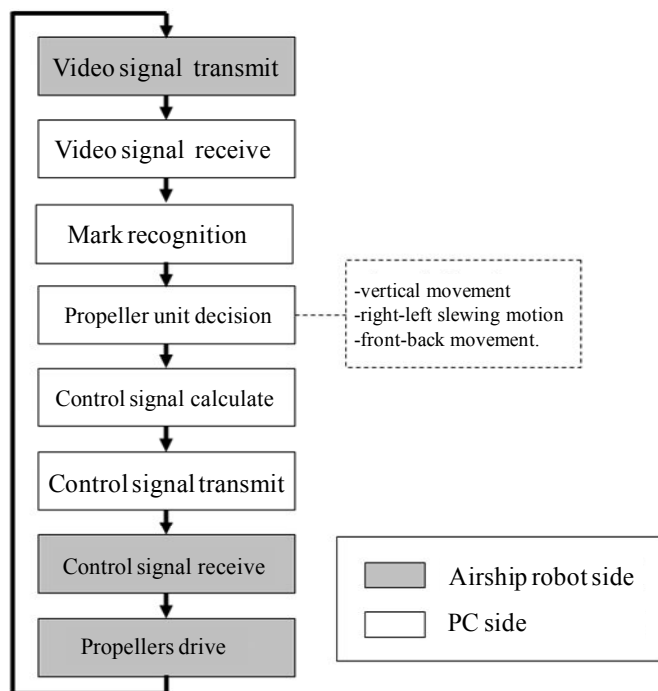 Video signal transmit
Video signal receive
Mark recognition
Propeller unit decision
-vertical movement
-right-left slewing motion
-front-back movement.
Control signal calculate
Control signal transmit
Control signal receive
Propellers drive
Airship robot side
PC side